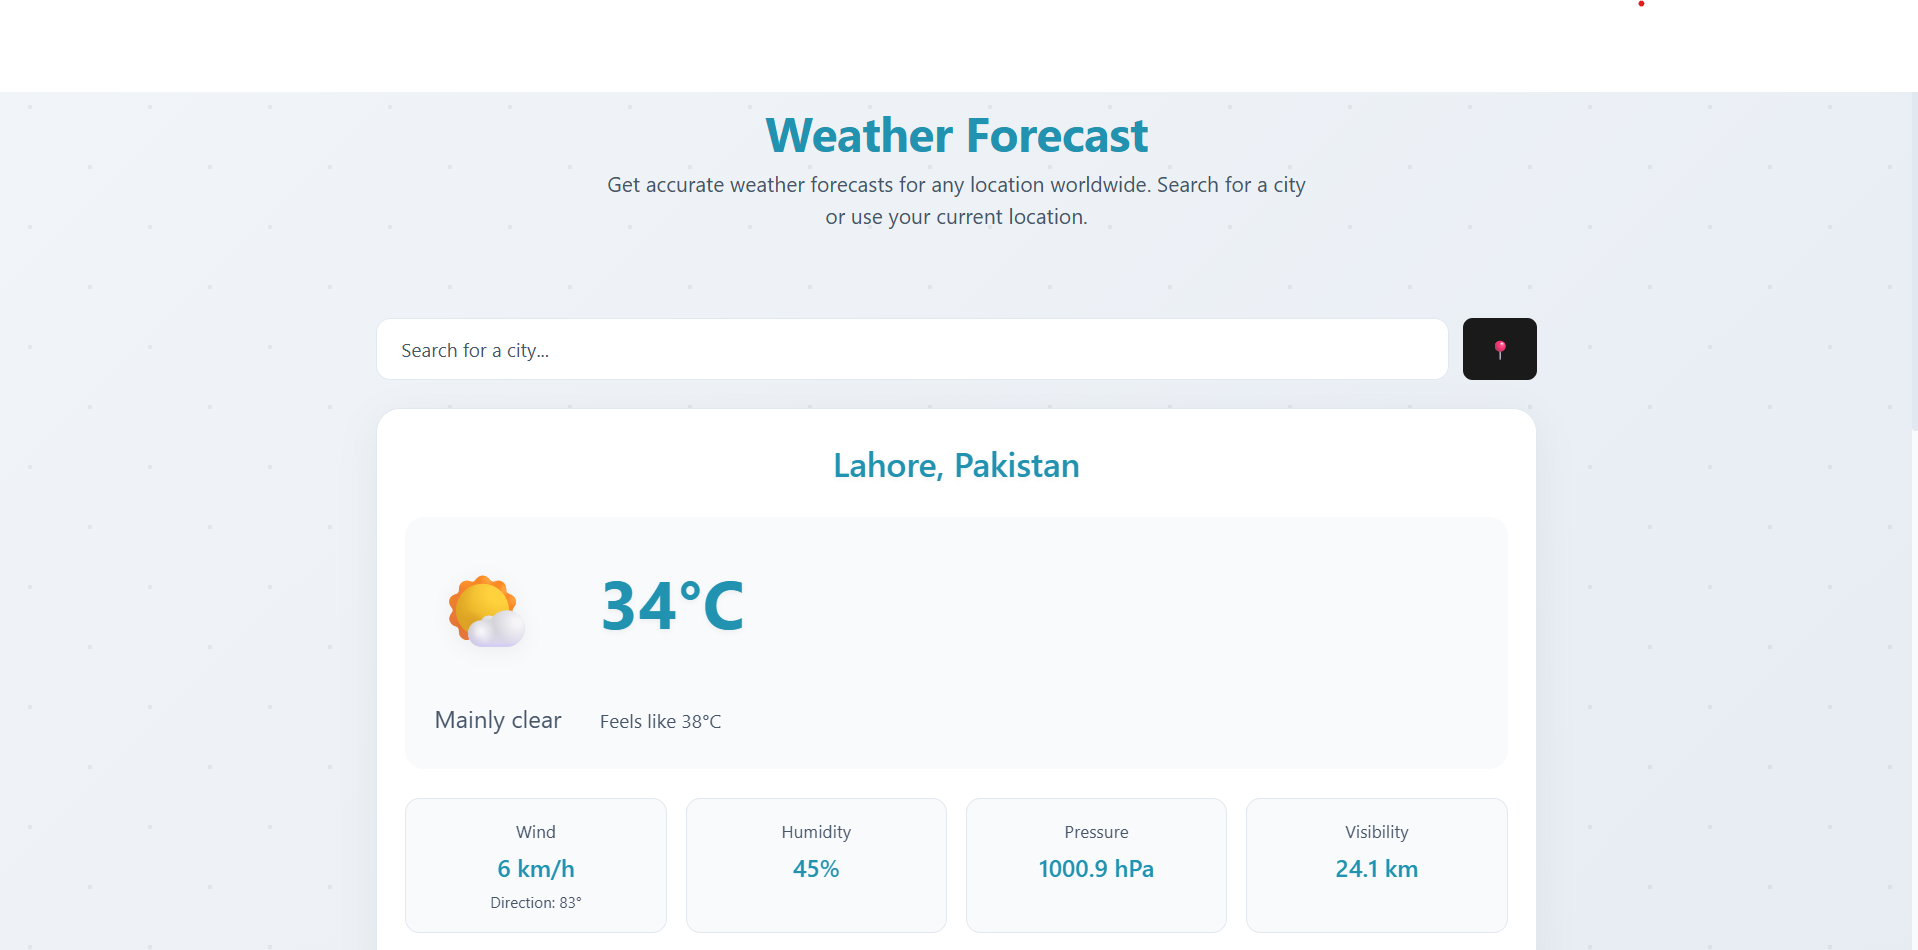 Weather Forecast
Get accurate weather forecasts for any location worldwide. Search for a city
or use your current location.
Search for a city...
Lahore, Pakistan
34°C
Mainly clear
Feels like 38°C
Wind
6 km/h
Direction: 83°
Humidity
45%
Pressure
1000.9 hPa
Visibility
24.1 km